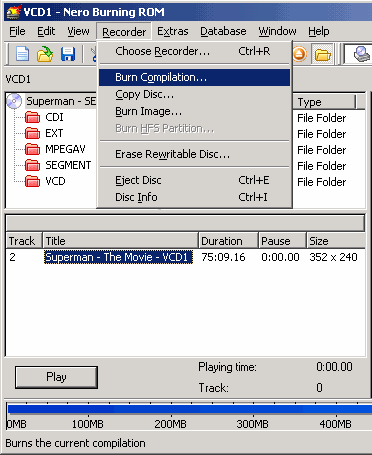 VCD1 - Nero Burning ROM
File Edit View Recorder Extras Database Window Help
Choose Recorder... Ctrl+R
Burn Compilation...
Copy Disc...
Burn Image...
Burn HFS Partition...
Erase Rewritable Disc...
Eject Disc Ctrl+E
Disc Info Ctrl+I
VCD1
Superman - SE
CDI
EXT
MPEGAV
SEGMENT
VCD
Type
File Folder
File Folder
File Folder
File Folder
File Folder
Track Title Duration Pause Size
2 Superman - The Movie - VCD1 75:09.16 0:00.00 352 x 240
Play
Playing time: 0:00.00
Track: 0
0MB 100MB 200MB 300MB 400MB
Burns the current compilation